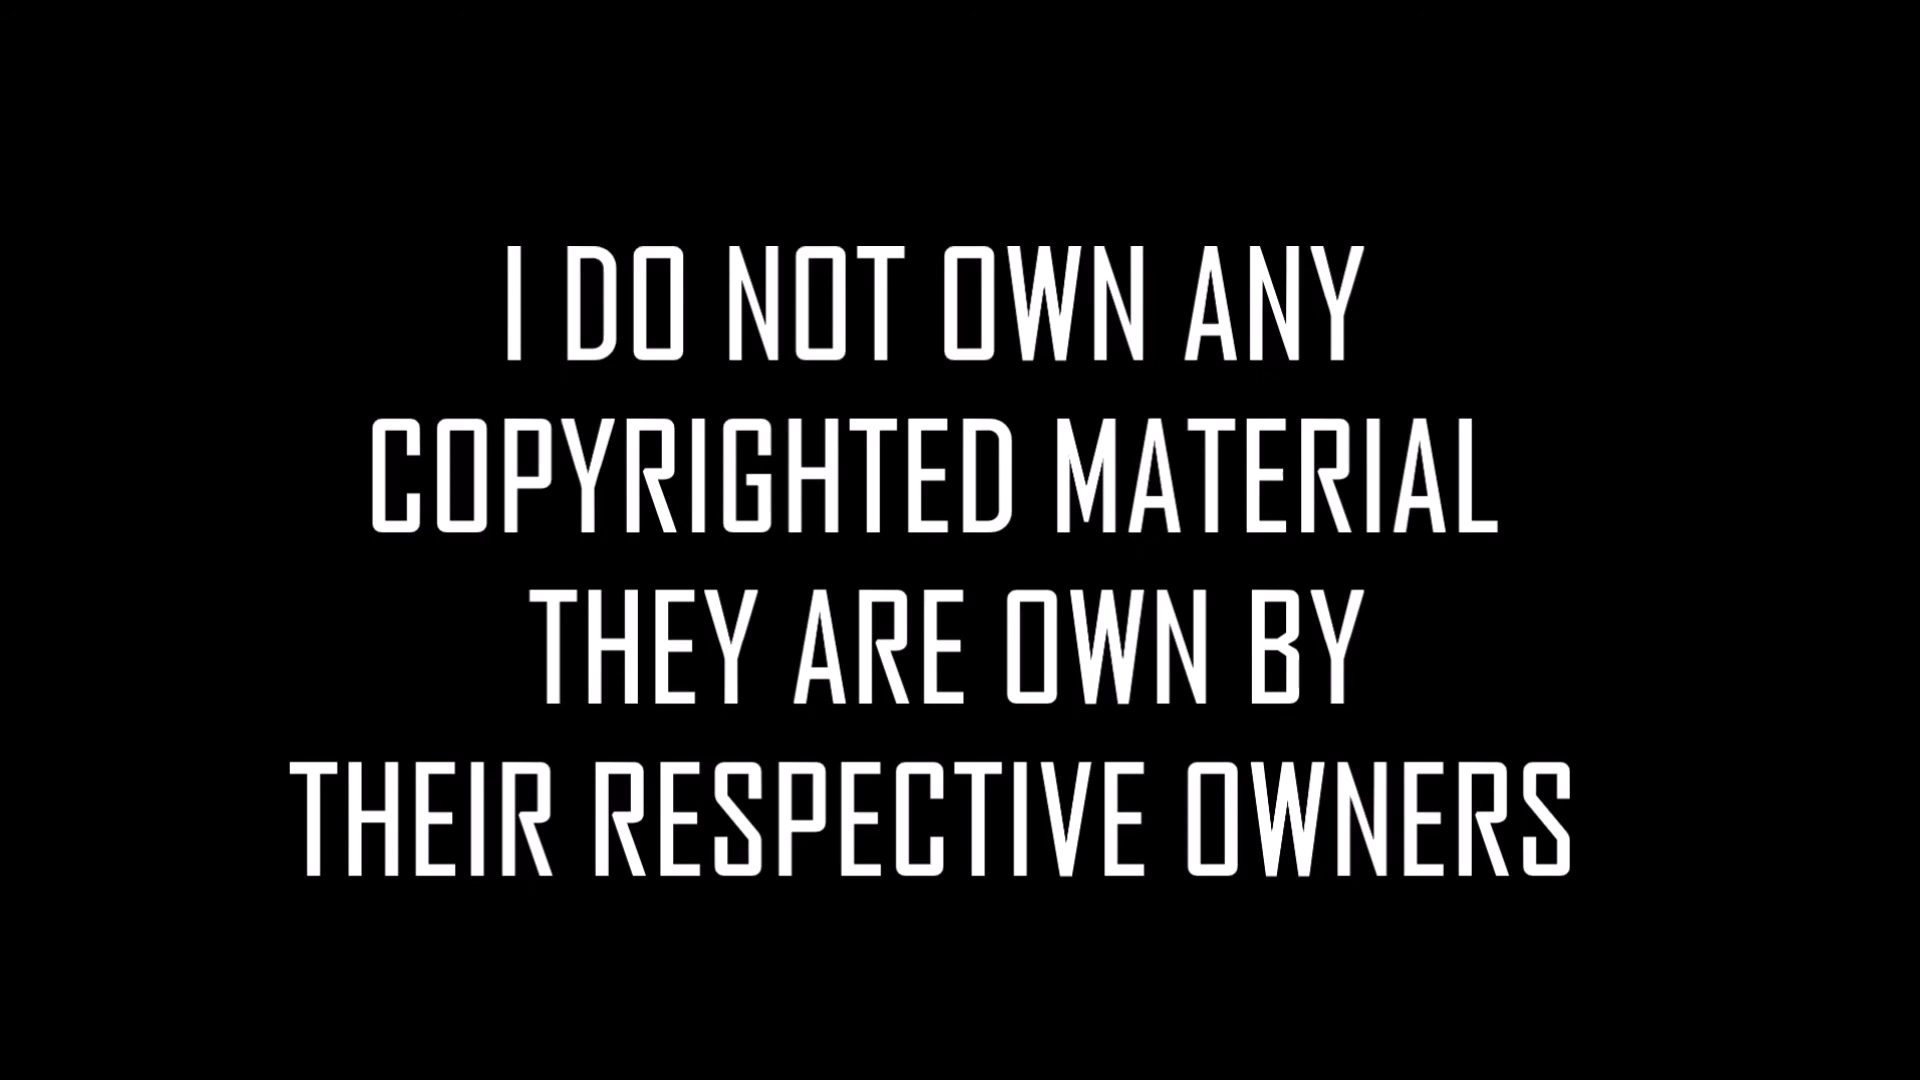 I DO NOT OWN ANY
COPYRIGHTED MATERIAL
THEY ARE OWN BY
THEIR RESPECTIVE OWNERS